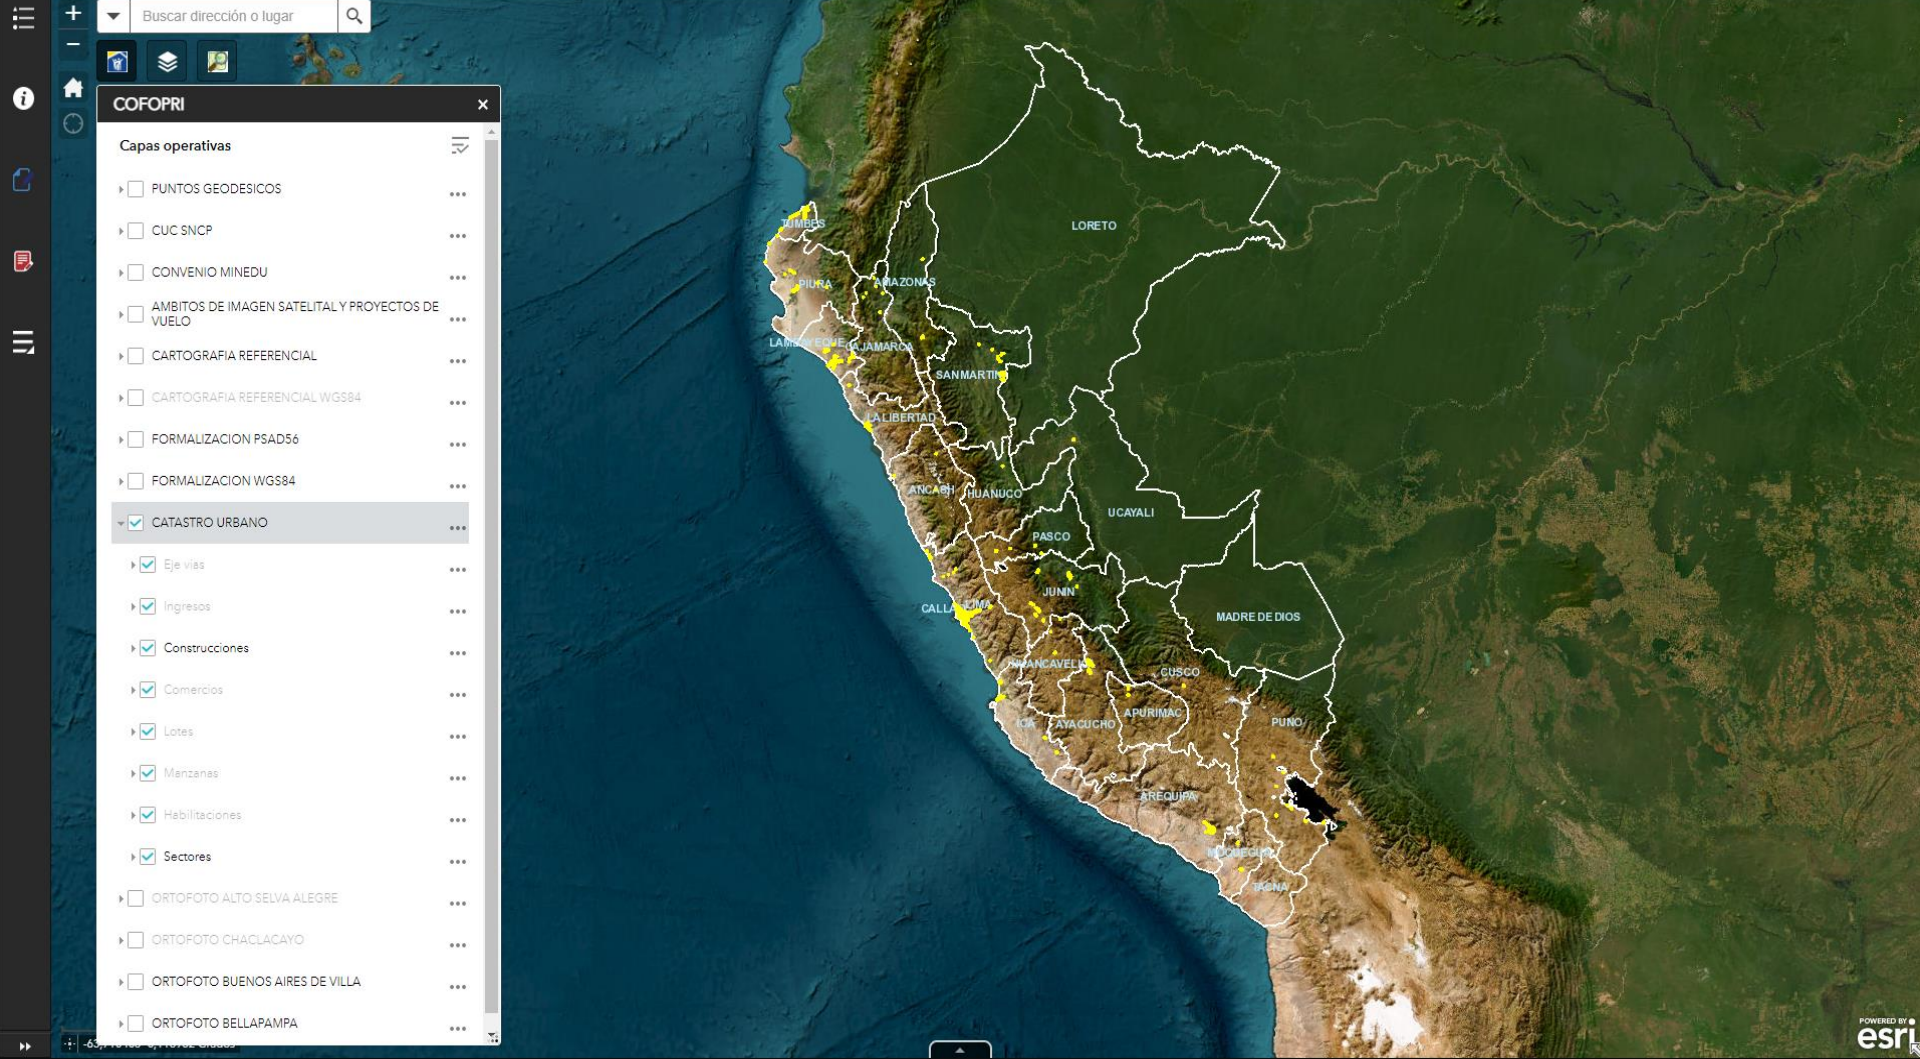 Buscar dirección o lugar
COFOPRI
Capas operativas
PUNTOS GEODESICOS
CUC SNCP
CONVENIO MINEDU
AMBITOS DE IMAGEN SATELITAL Y PROYECTOS DE
VUELO
CARTOGRAFIA REFERENCIAL
CARTOGRAFIA REFERENCIAL WGS84
FORMALIZACION PSAD56
FORMALIZACION WGS84
CATASTRO URBANO
Eje vias
Ingresos
Construcciones
Comercios
Lotes
Manzanas
Habilitaciones
Sectores
ORTOFOTO ALTO SELVA ALEGRE
ORTOFOTO CHACLACAYO
ORTOFOTO BUENOS AIRES DE VILLA
ORTOFOTO BELLAPAMPA
TUMBES
LORETO
PIURA
AMAZONAS
LAMBAYEQUE
CAJAMARCA
SAN MARTIN
LA LIBERTAD
ANCASH
HUANUCO
UCAYALI
PASCO
JUNIN
CALLA
LIMA
MADRE DE DIOS
HUANCAVELI
CUSCO
ICA
AYACUCHO
APURIMAC
PUNO
AREQUIPA
MOQUEGUA
TACNA
POWERED BY
esri